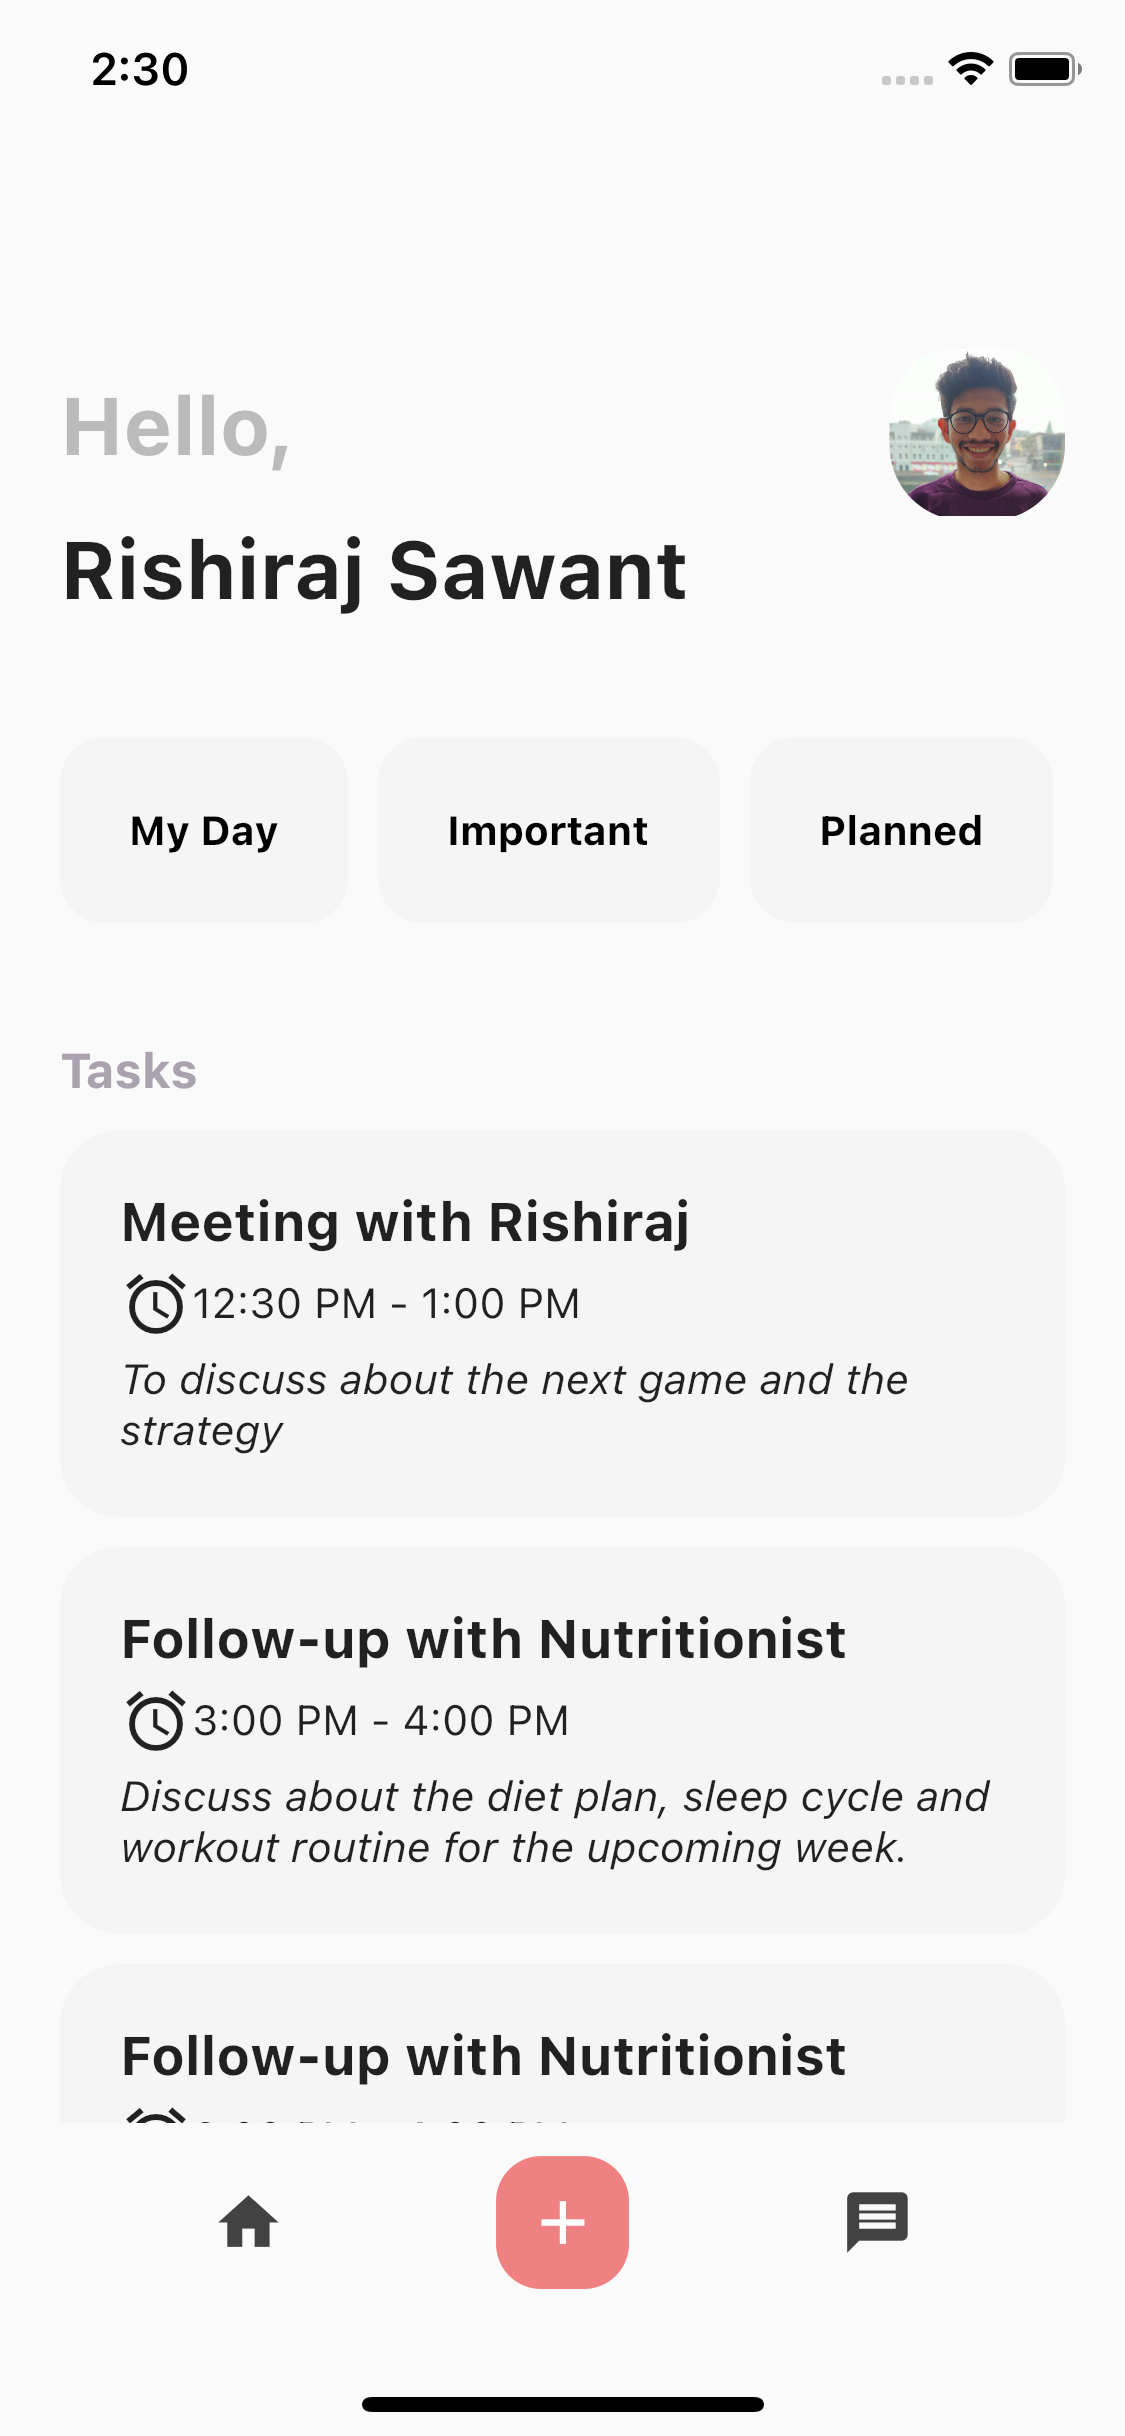 2:30
Hello,
Rishiraj Sawant
My Day
Important
Planned
Tasks
Meeting with Rishiraj
12:30 PM - 1:00 PM
To discuss about the next game and the
strategy
Follow-up with Nutritionist
3:00 PM - 4:00 PM
Discuss about the diet plan, sleep cycle and
workout routine for the upcoming week.
Follow-up with Nutritionist